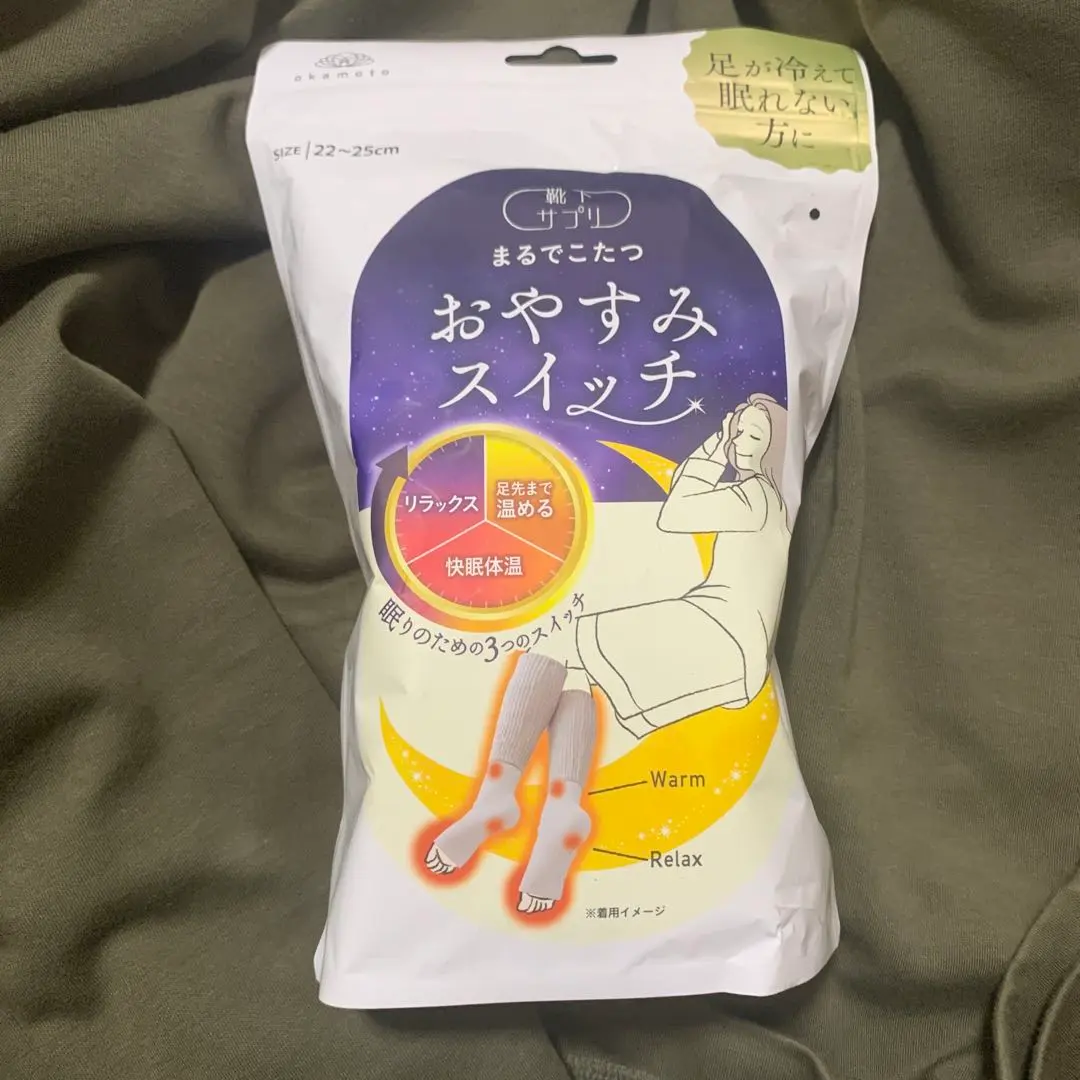 okamoto
SIZE | 22～25cm
足が冷えて
眠れない
方に
靴下
サプリ
まるでこたつ
おやすみ
スイッチ
リラックス
足先まで
温める
快眠体温
眠りのための3つのスイッチ
Warm
Relax
※着用イメージ